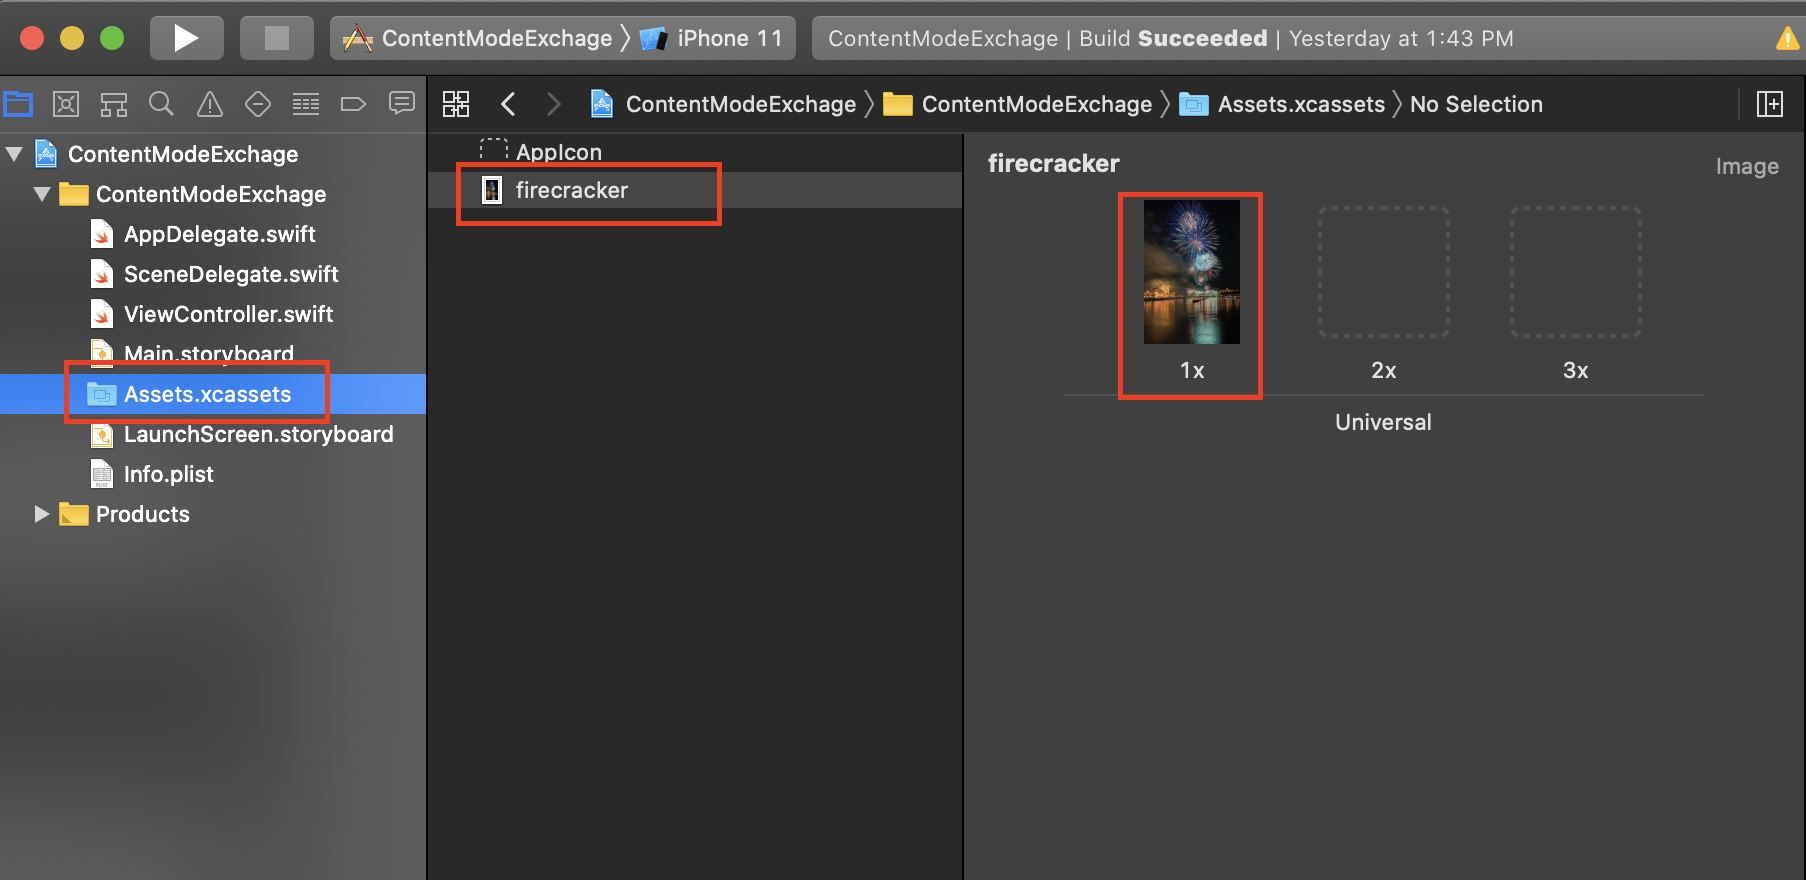 ContentModeExchage 〉 iPhone 11
ContentModeExchage | Build Succeeded | Yesterday at 1:43 PM
ContentModeExchage 〉 ContentModeExchage 〉 Assets.xcassets 〉 No Selection
ContentModeExchage
ContentModeExchage
AppDelegate.swift
SceneDelegate.swift
ViewController.swift
Main.storyboard
Assets.xcassets
LaunchScreen.storyboard
Info.plist
Products
AppIcon
firecracker
firecracker
Image
1x
2x
3x
Universal